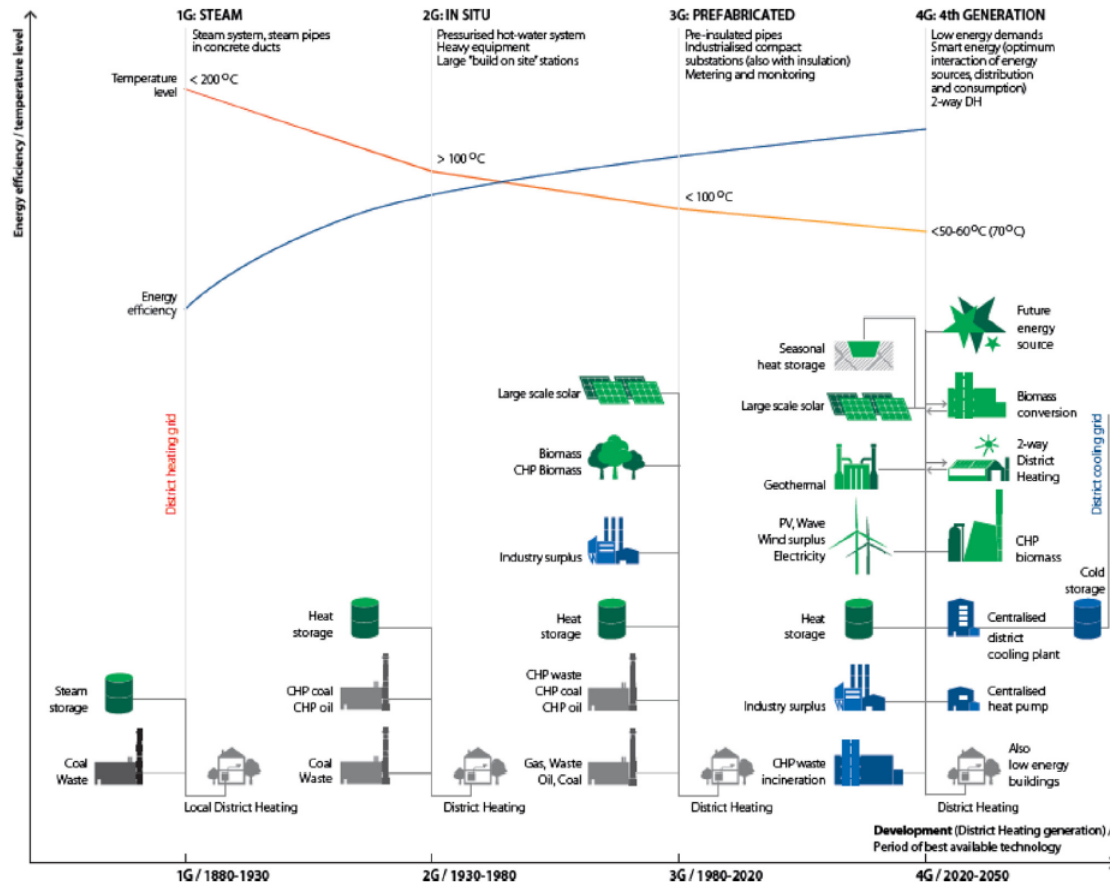 1G: STEAM
Steam system, steam pipes
in concrete ducts
2G: IN SITU
Pressurised hot-water system
Heavy equipment
Large "build on site" stations
3G: PREFABRICATED
Pre-insulated pipes
Industrialised compact
substations (also with insulation)
Metering and monitoring
4G: 4th GENERATION
Low energy demands
Smart energy (optimum
interaction of energy
sources, distribution
and consumption)
2-way DH
Energy efficiency / temperature level
Temperature
level
< 200 °C
> 100 °C
< 100 °C
<50-60°C (70°C)
Energy
efficiency
District heating grid
Steam
storage
Coal
Waste
Local District Heating
Heat
storage
CHP coal
CHP oil
Coal
Waste
District Heating
Large scale solar
Biomass
CHP Biomass
Industry surplus
Heat
storage
CHP waste
CHP coal
CHP oil
Gas, Waste
Oil, Coal
District Heating
Seasonal
heat storage
Large scale solar
Geothermal
PV, Wave
Wind surplus
Electricity
Heat
storage
Industry surplus
CHP waste
incineration
Future
energy
source
Biomass
conversion
2-way
District
Heating
CHP
biomass
Centralised
district
cooling plant
Cold
storage
Centralised
heat pump
Also
low energy
buildings
District Heating
District cooling grid
Development (District Heating generation) /
Period of best available technology
1G / 1880-1930
2G / 1930-1980
3G / 1980-2020
4G / 2020-2050